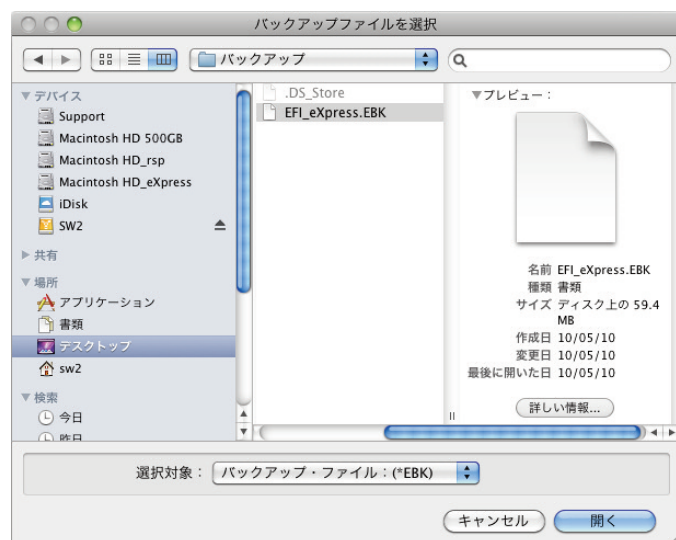 バックアップファイルを選択
バックアップ
▼デバイス
Support
Macintosh HD 500GB
Macintosh HD_rsp
Macintosh HD_eXpress
iDisk
SW2
▶共有
▼場所
アプリケーション
書類
デスクトップ
sw2
▼検索
今日
昨日
.DS_Store
EFI_eXpress.EBK
▼プレビュー：
名前 EFI_eXpress.EBK
種類 書類
サイズ ディスク上の 59.4
MB
作成日 10/05/10
変更日 10/05/10
最後に開いた日 10/05/10
詳しい情報...
選択対象： バックアップ・ファイル：(*EBK)
キャンセル 開く